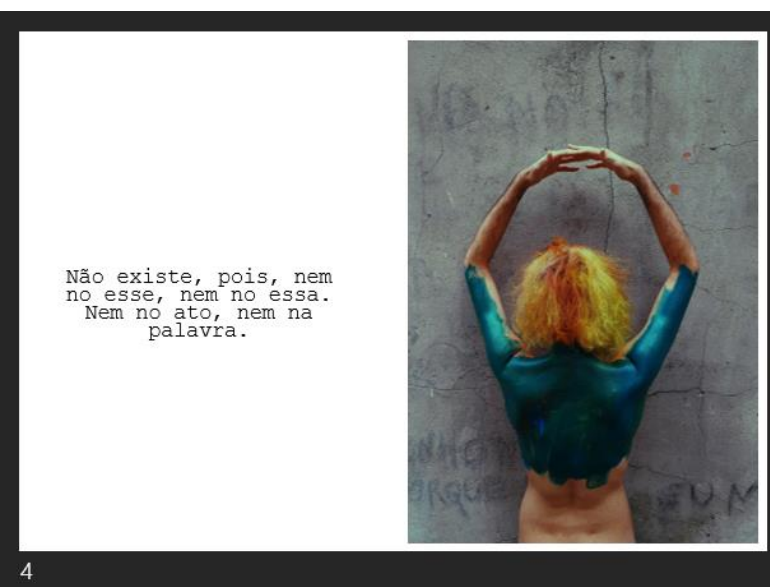 Não existe, pois, nem
no esse, nem no essa.
Nem no ato, nem na
palavra.
4